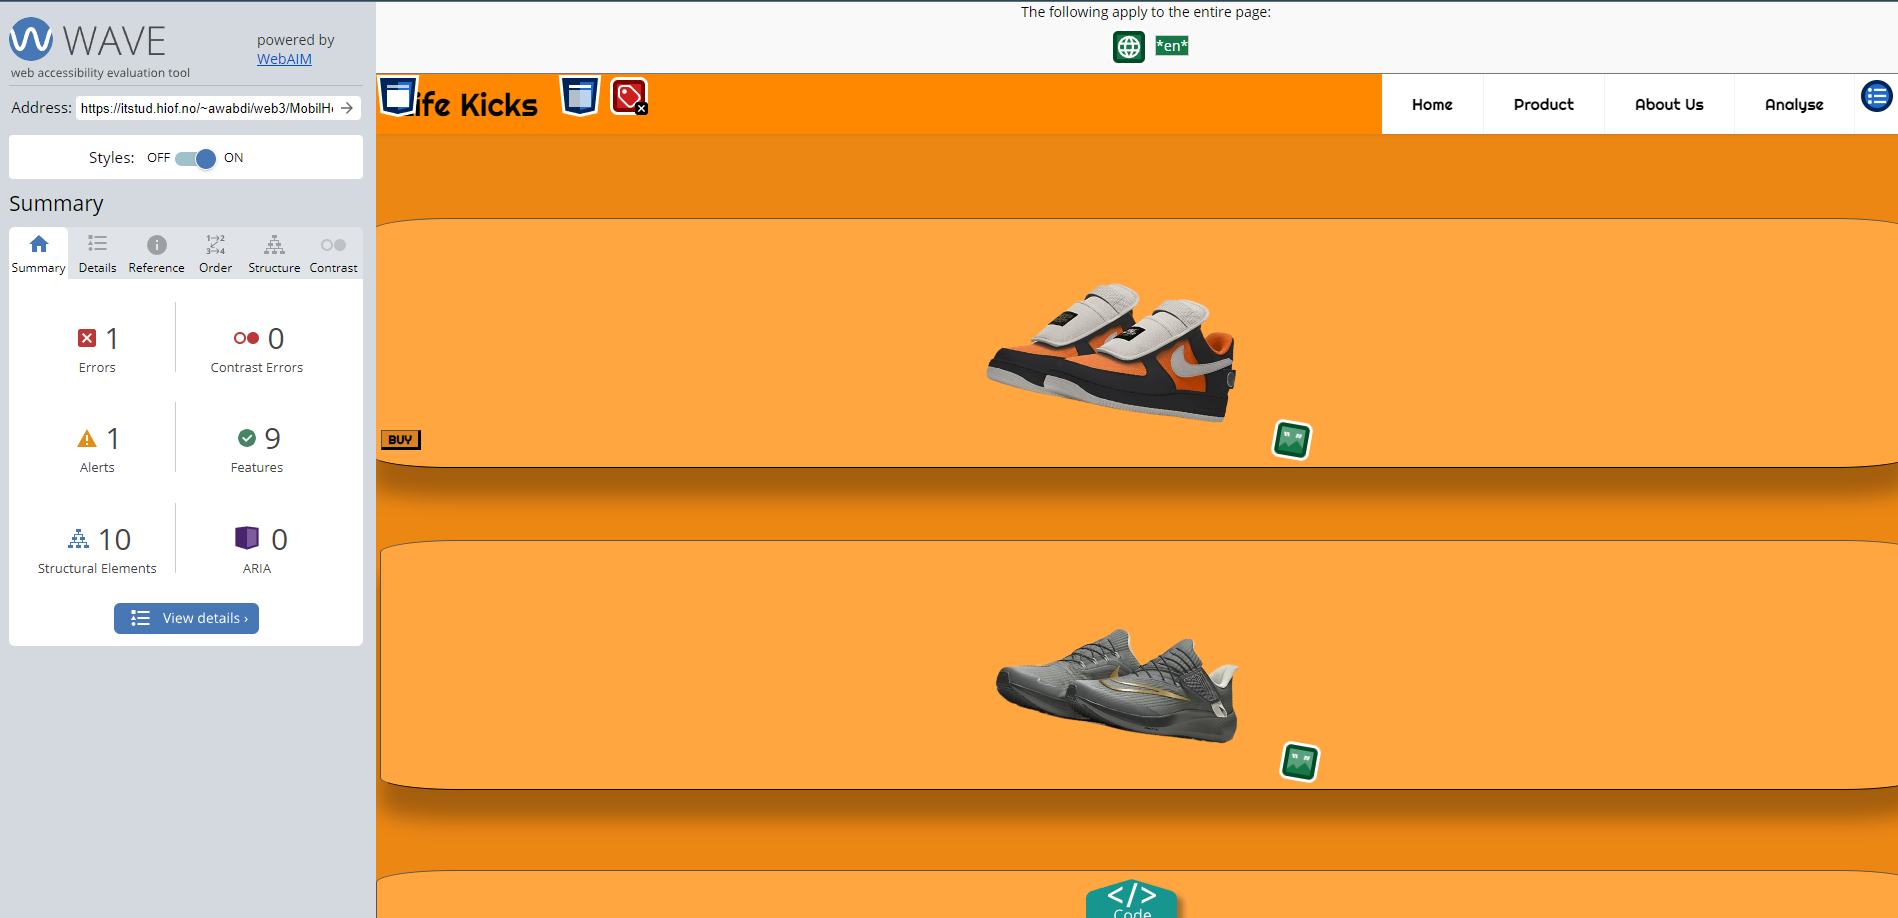 The following apply to the entire page:
*en*
WAVE
web accessibility evaluation tool
powered by
WebAIM
Address:
https://itstud.hiof.no/~awabdi/web3/MobilH
Styles: OFF ON
Summary
Summary Details Reference Order Structure Contrast
1
Errors
0
Contrast Errors
1
Alerts
9
Features
10
Structural Elements
0
ARIA
View details ›
ife Kicks
Home Product About Us Analyse
BUY
</>
Code